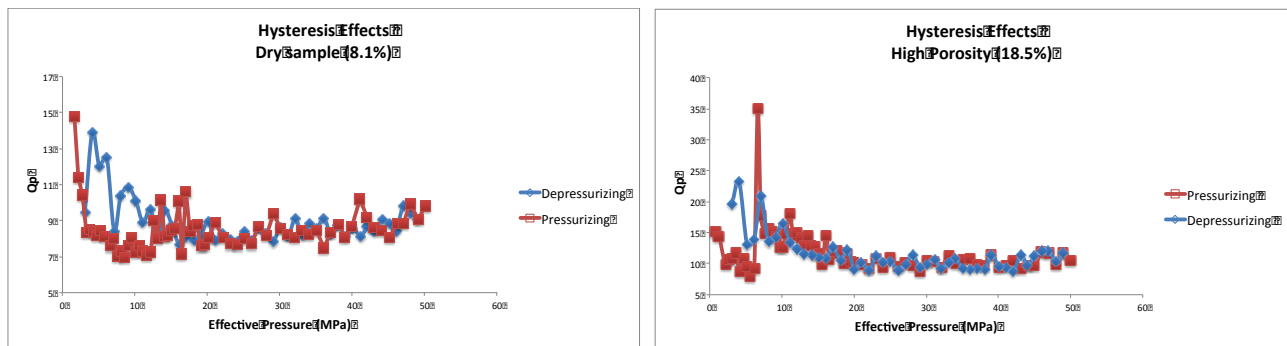 Hysteresis Effects
Dry sample (8.1%)
17
15
13
11
9
7
5
Qp
0 10 20 30 40 50 60
Effective Pressure (MPa)
Depressurizing
Pressurizing
Hysteresis Effects
High Porosity (18.5%)
40
35
30
25
20
15
10
5
Qp
0 10 20 30 40 50 60
Effective Pressure (MPa)
Pressurizing
Depressurizing